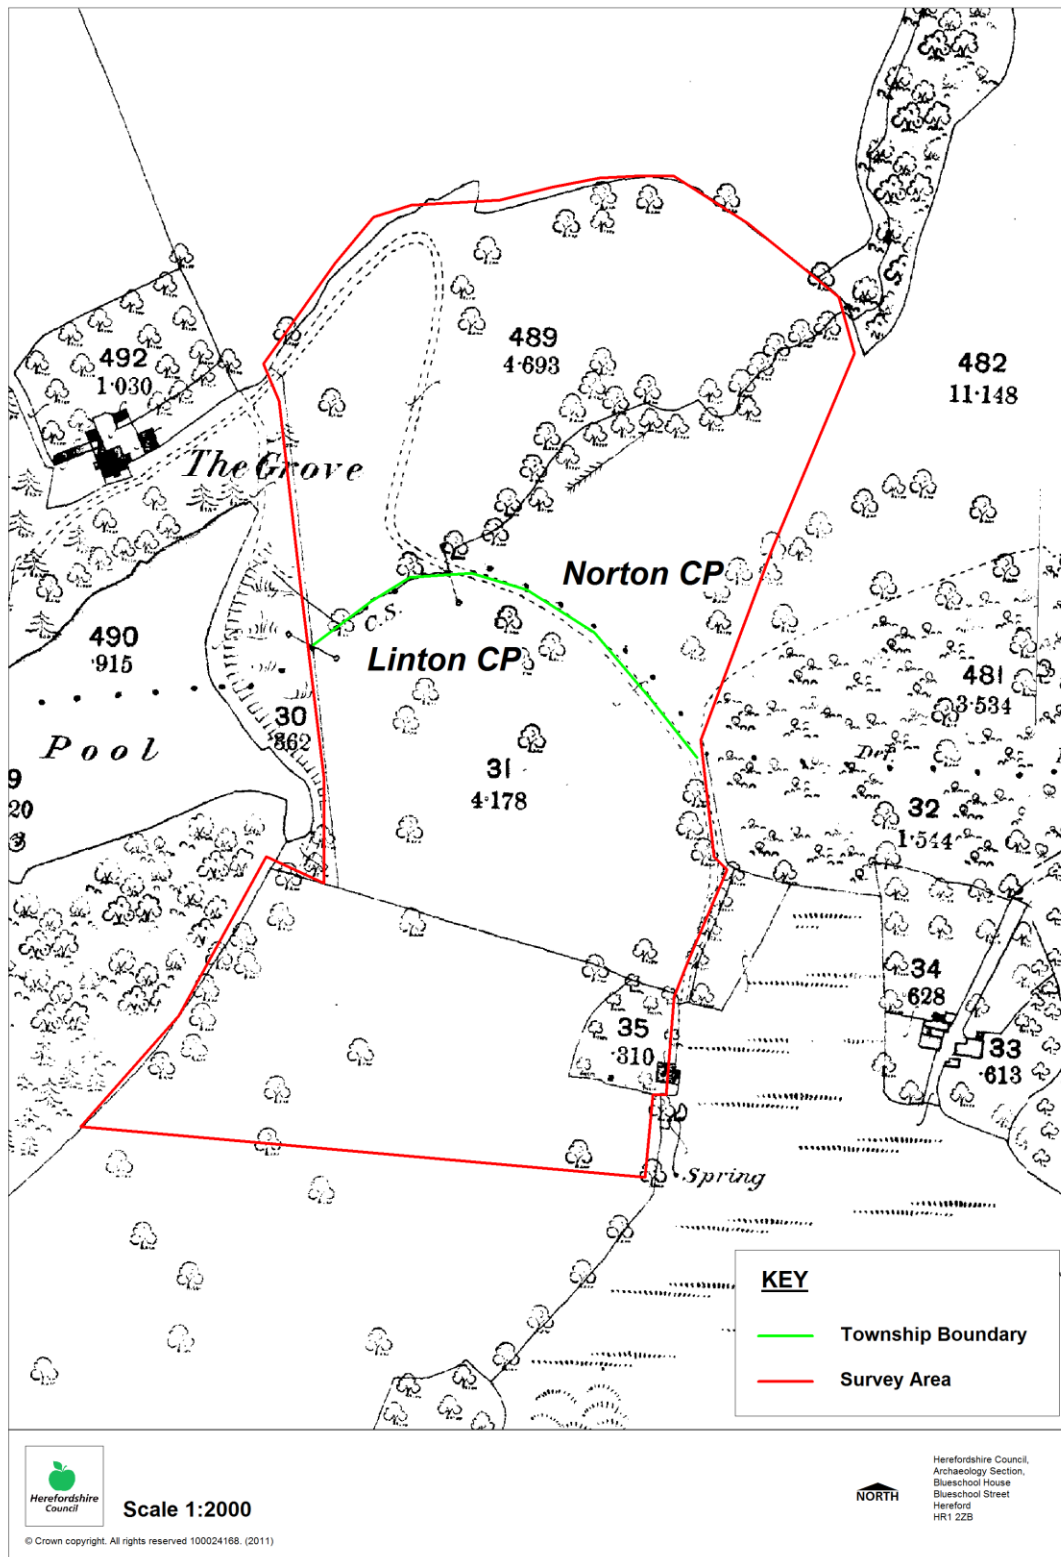 492
1·030
489
4·693
482
11·148
The Grove
Norton CP
C.S.
Linton CP
490
·915
481
3·534
30
·862
Pool
31
4·178
9
20
3
32
1·544
34
·628
35
·310
33
·613
Spring
KEY
Township Boundary
Survey Area
Herefordshire
Council
Scale 1:2000
NORTH
Herefordshire Council,
Archaeology Section,
Blueschool House
Blueschool Street
Hereford
HR1 2ZB
© Crown copyright. All rights reserved 100024168. (2011)